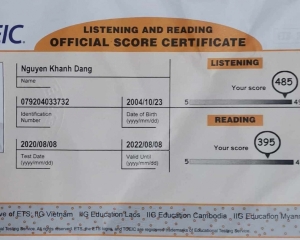 EIC
LISTENING AND READING
OFFICIAL SCORE CERTIFICATE
Nguyen Khanh Dang
Name
079204033732
2004/10/23
Identification
Number
Date of Birth
(yyyy/mm/dd)
2020/08/08
2022/08/08
Test Date
(yyyy/mm/dd)
Valid Until
(yyyy/mm/dd)
LISTENING
485
Your score
5
READING
395
Your score
5
ve of ETS, IIG Vietnam IIG Education Laos IIG Education Cambodia IIG Education Myan